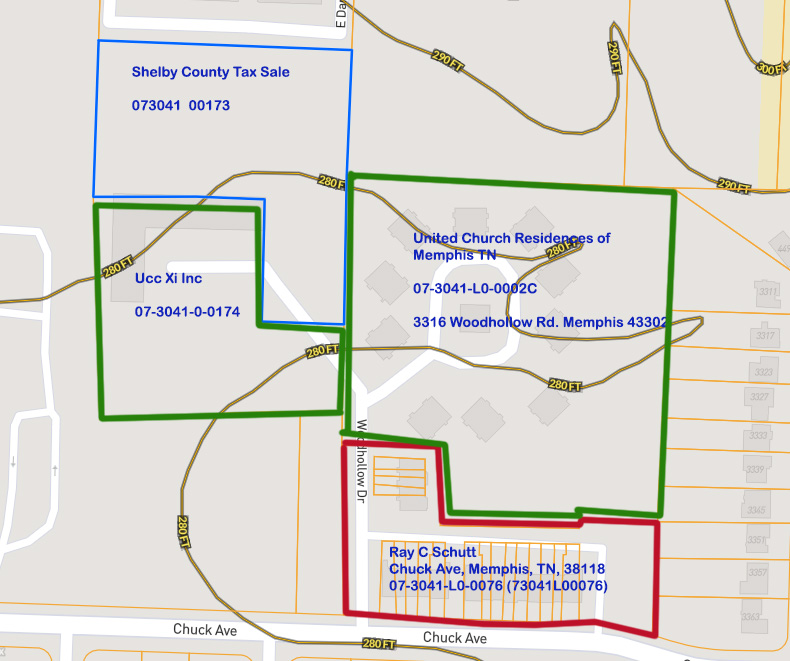 E Da
290 FT
290 FT
300 FT
Shelby County Tax Sale
073041 00173
280 F
290 FT
United Church Residences of
Memphis TN
280 FT
449
280 FT
Ucc Xi Inc
07-3041-L0-0002C
3311
07-3041-0-0174
3316 Woodhollow Rd. Memphis 43302
3317
280 FT
3323
280 FT
3327
Woodhollow Dr
3333
3339
3345
280 FT
3351
Ray C Schutt
Chuck Ave, Memphis, TN, 38118
07-3041-L0-0076 (73041L00076)
3357
3363
Chuck Ave
Chuck Ave
280 FT
3